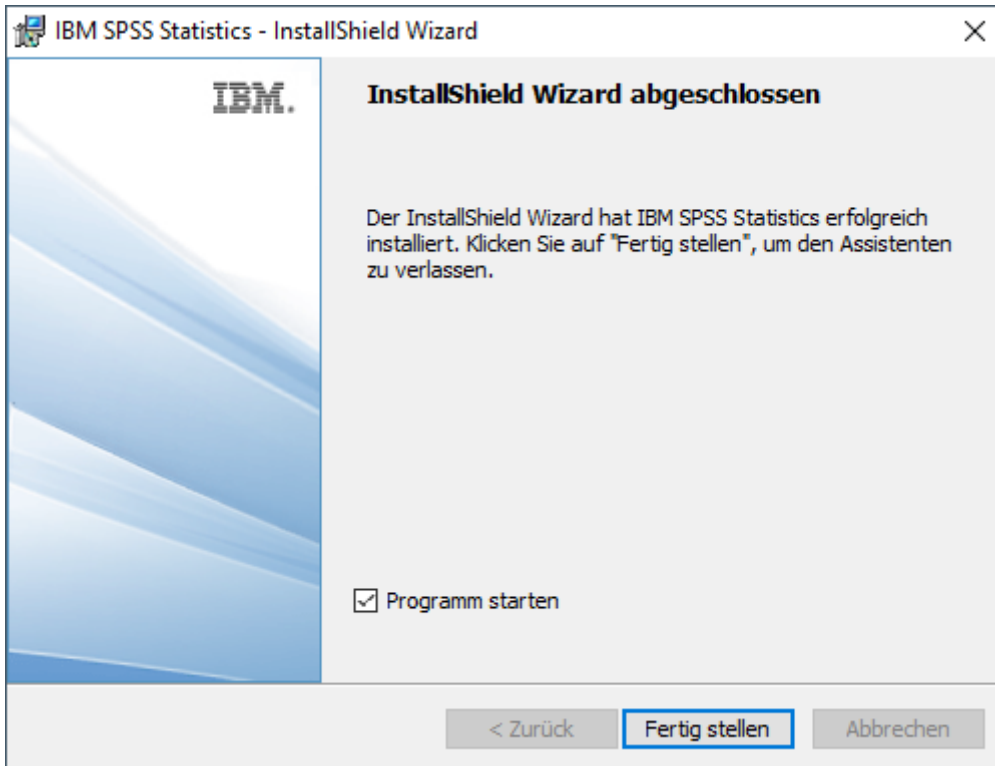 IBM SPSS Statistics - InstallShield Wizard
IBM.
InstallShield Wizard abgeschlossen
Der InstallShield Wizard hat IBM SPSS Statistics erfolgreich
installiert. Klicken Sie auf "Fertig stellen", um den Assistenten
zu verlassen.
Programm starten
< Zurück
Fertig stellen
Abbrechen